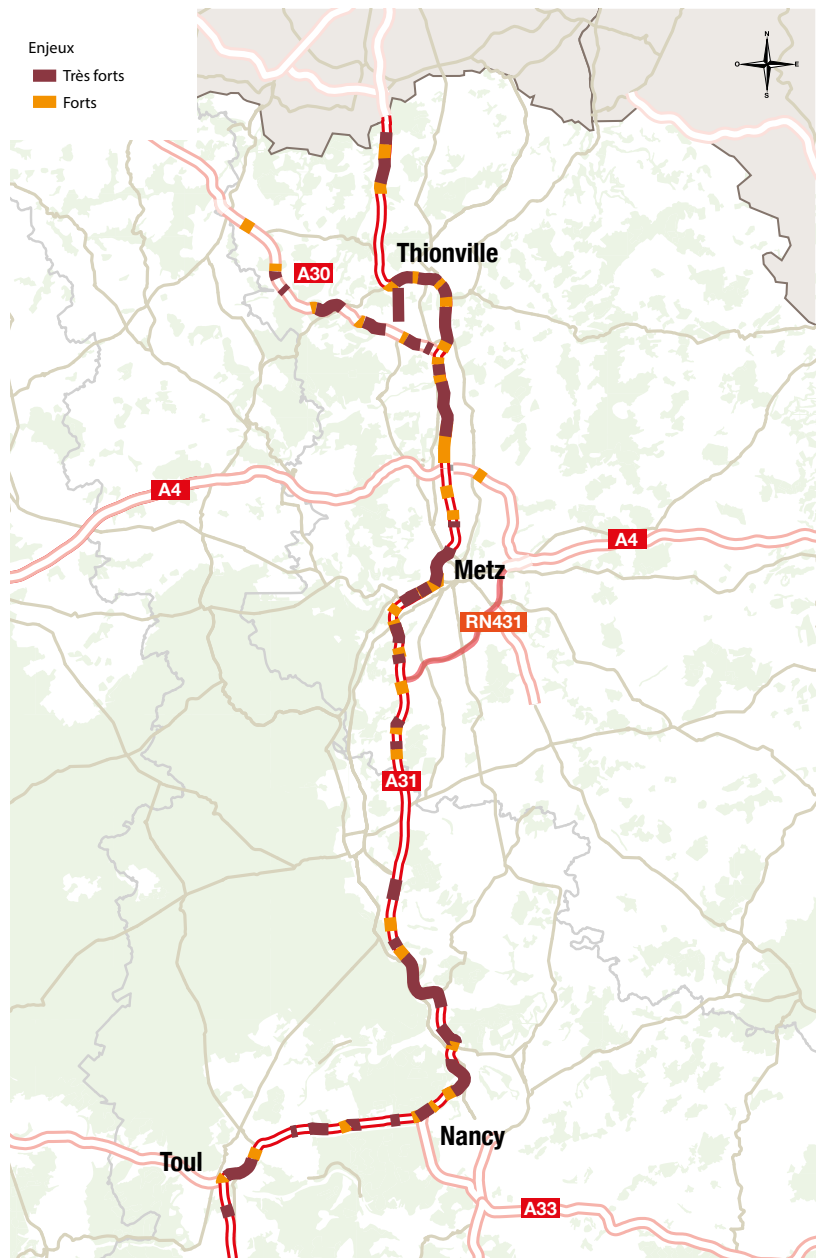 Enjeux
Très forts
Forts
N
O
E
S
Thionville
A30
A4
A4
Metz
RN431
A31
Toul
Nancy
A33